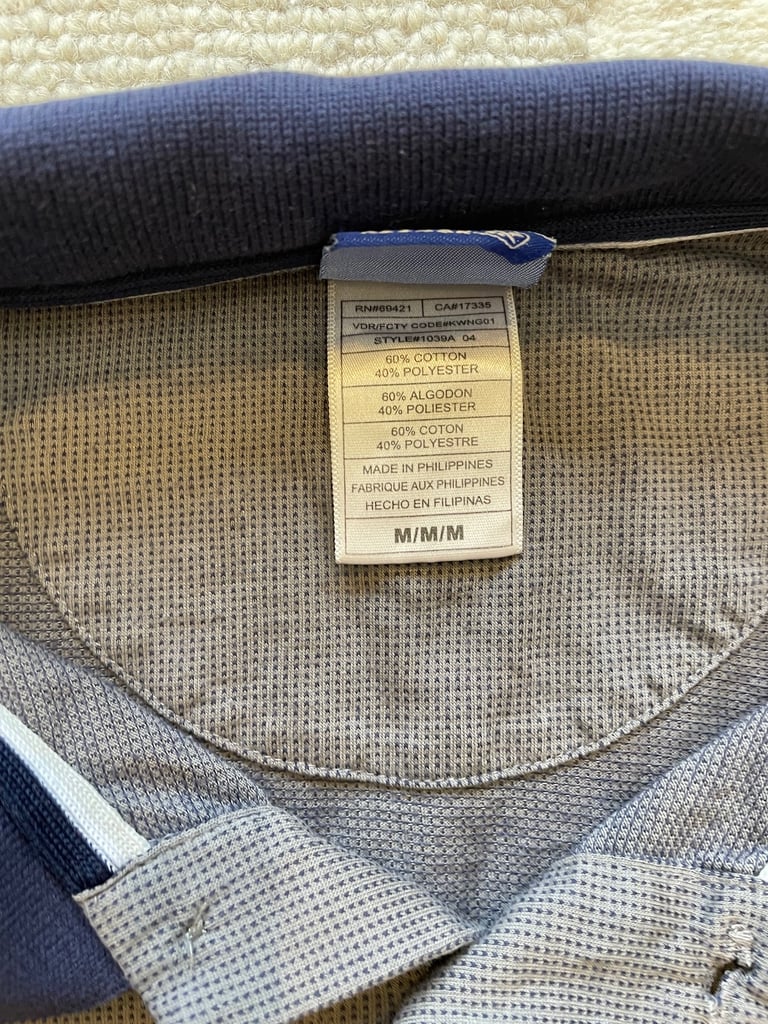 RN#69421 CA#17335
VDR/FCTY CODE#KWNG01
STYLE#1039A 04
60% COTTON
40% POLYESTER
60% ALGODON
40% POLIESTER
60% COTON
40% POLYESTRE
MADE IN PHILIPPINES
FABRIQUE AUX PHILIPPINES
HECHO EN FILIPINAS
M/M/M